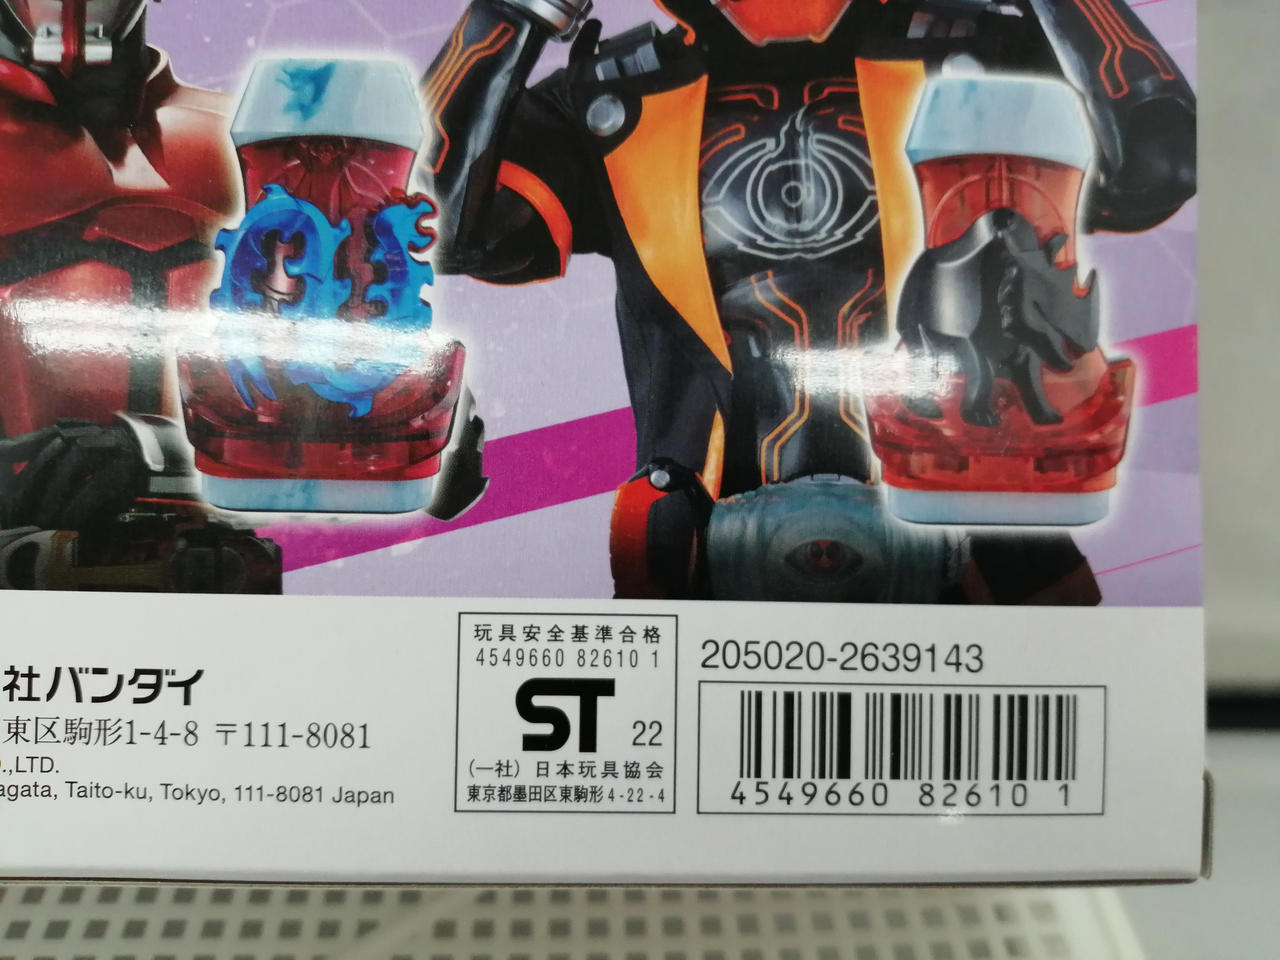 社バンダイ
東区駒形1-4-8 〒111-8081
.,LTD.
agata, Taito-ku, Tokyo, 111-8081 Japan
玩具安全基準合格
4549660 82610 1
ST 22
(一社) 日本玩具協会
東京都墨田区東駒形4-22-4
205020-2639143
4549660 82610 1